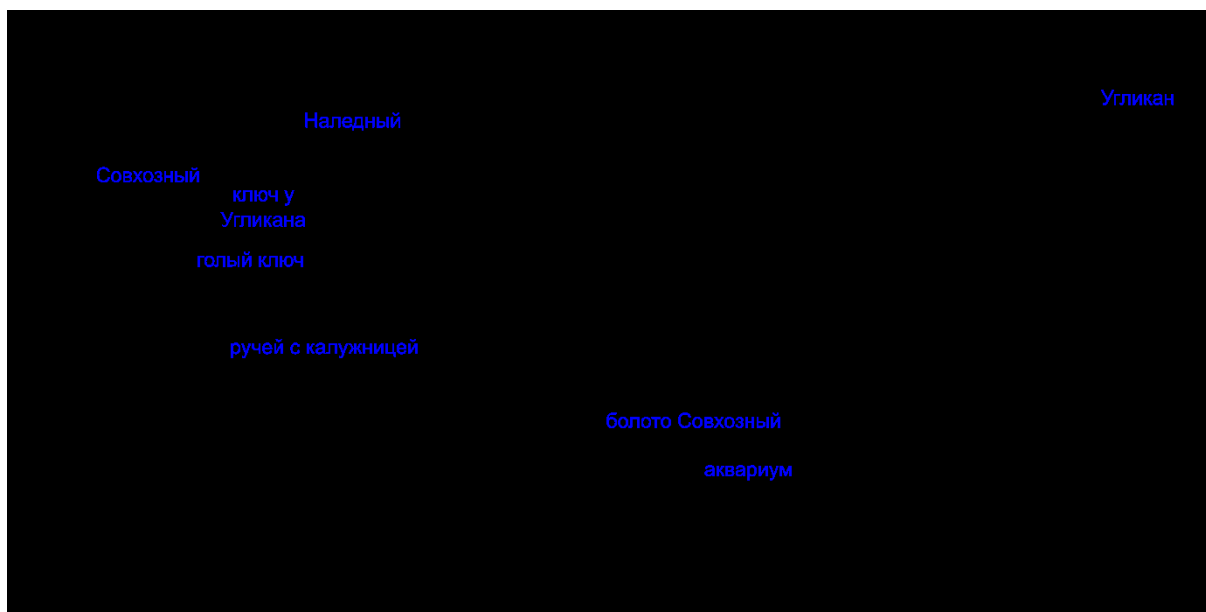 Угликан
Наледный
Совхозный
ключ у
Угликана
голый ключ
ручей с калужницей
болото Совхозный
аквариум